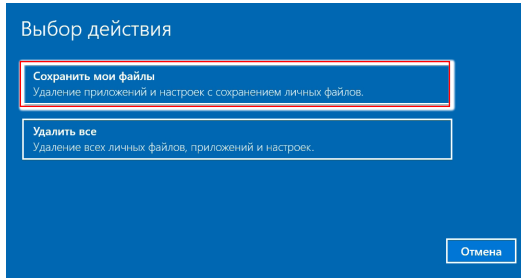 Выбор действия
Сохранить мои файлы
Удаление приложений и настроек с сохранением личных файлов.
Удалить все
Удаление всех личных файлов, приложений и настроек.
Отмена